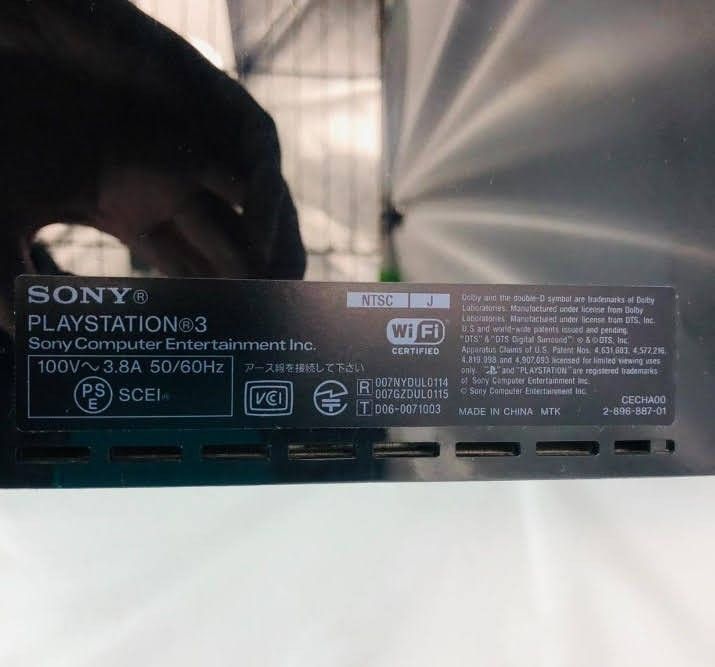 SONY®
PLAYSTATION®3
Sony Computer Entertainment Inc.
100V～3.8A 50/60Hz
PS
E
SCEI
アース線を接続して下さい
VCI
NTSC J
Wi Fi
CERTIFIED
R 007NYDUL0114
007GZDUL0115
T D06-0071003
Dolby and the double-D symbol are trademarks of Dolby
Laboratories. Manufactured under license from Dolby
Laboratories. Manufactured under license from DTS, Inc.
U.S and world-wide patents issued and pending.
"DTS" & "DTS Digital Surround" © & © DTS, Inc.
Apparatus Claims of U.S. Patent Nos. 4,631,603, 4,577,216,
4,819,098 and 4,907,093 licensed for limited viewing uses
only. " " and "PLAYSTATION" are registered trademarks
of Sony Computer Entertainment Inc.
© Sony Computer Entertainment Inc.
CECHA00
MADE IN CHINA MTK 2-896-887-01